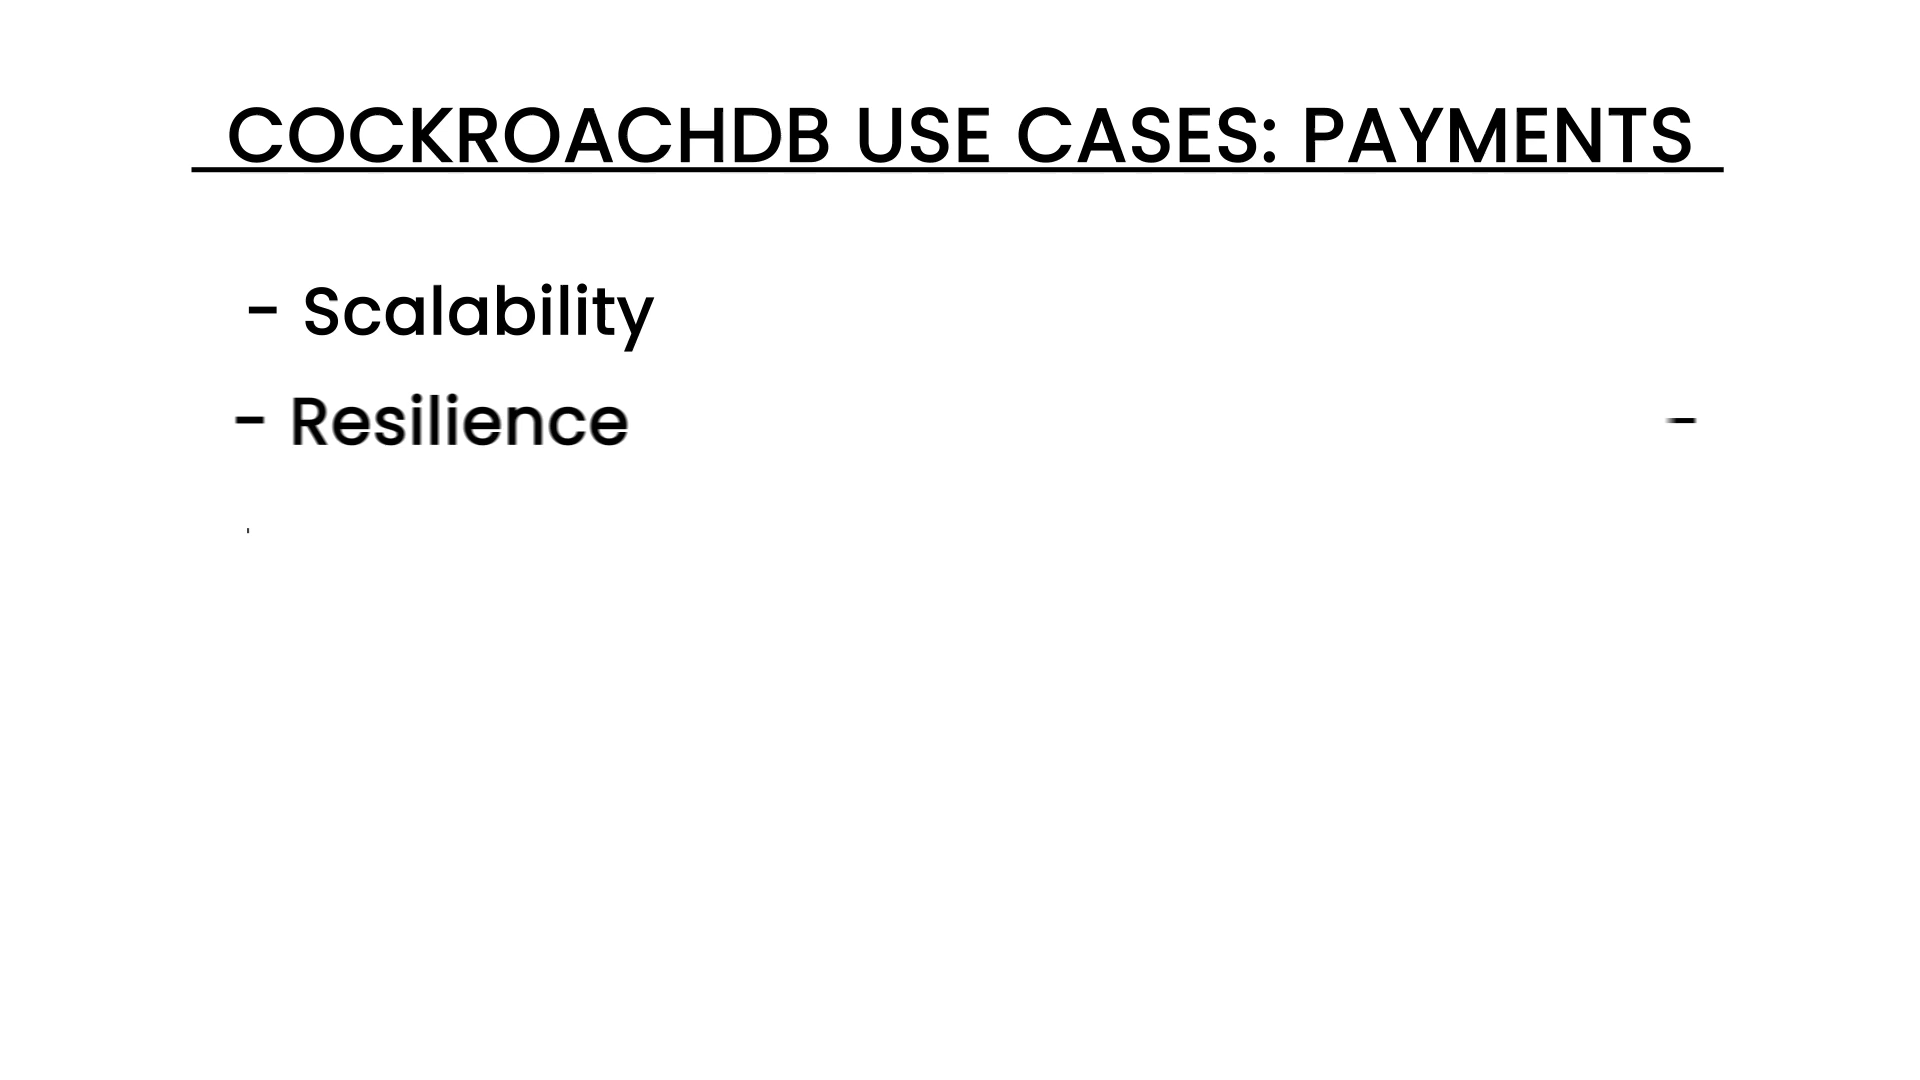 COCKROACHDB USE CASES: PAYMENTS
- Scalability
- Resilience -